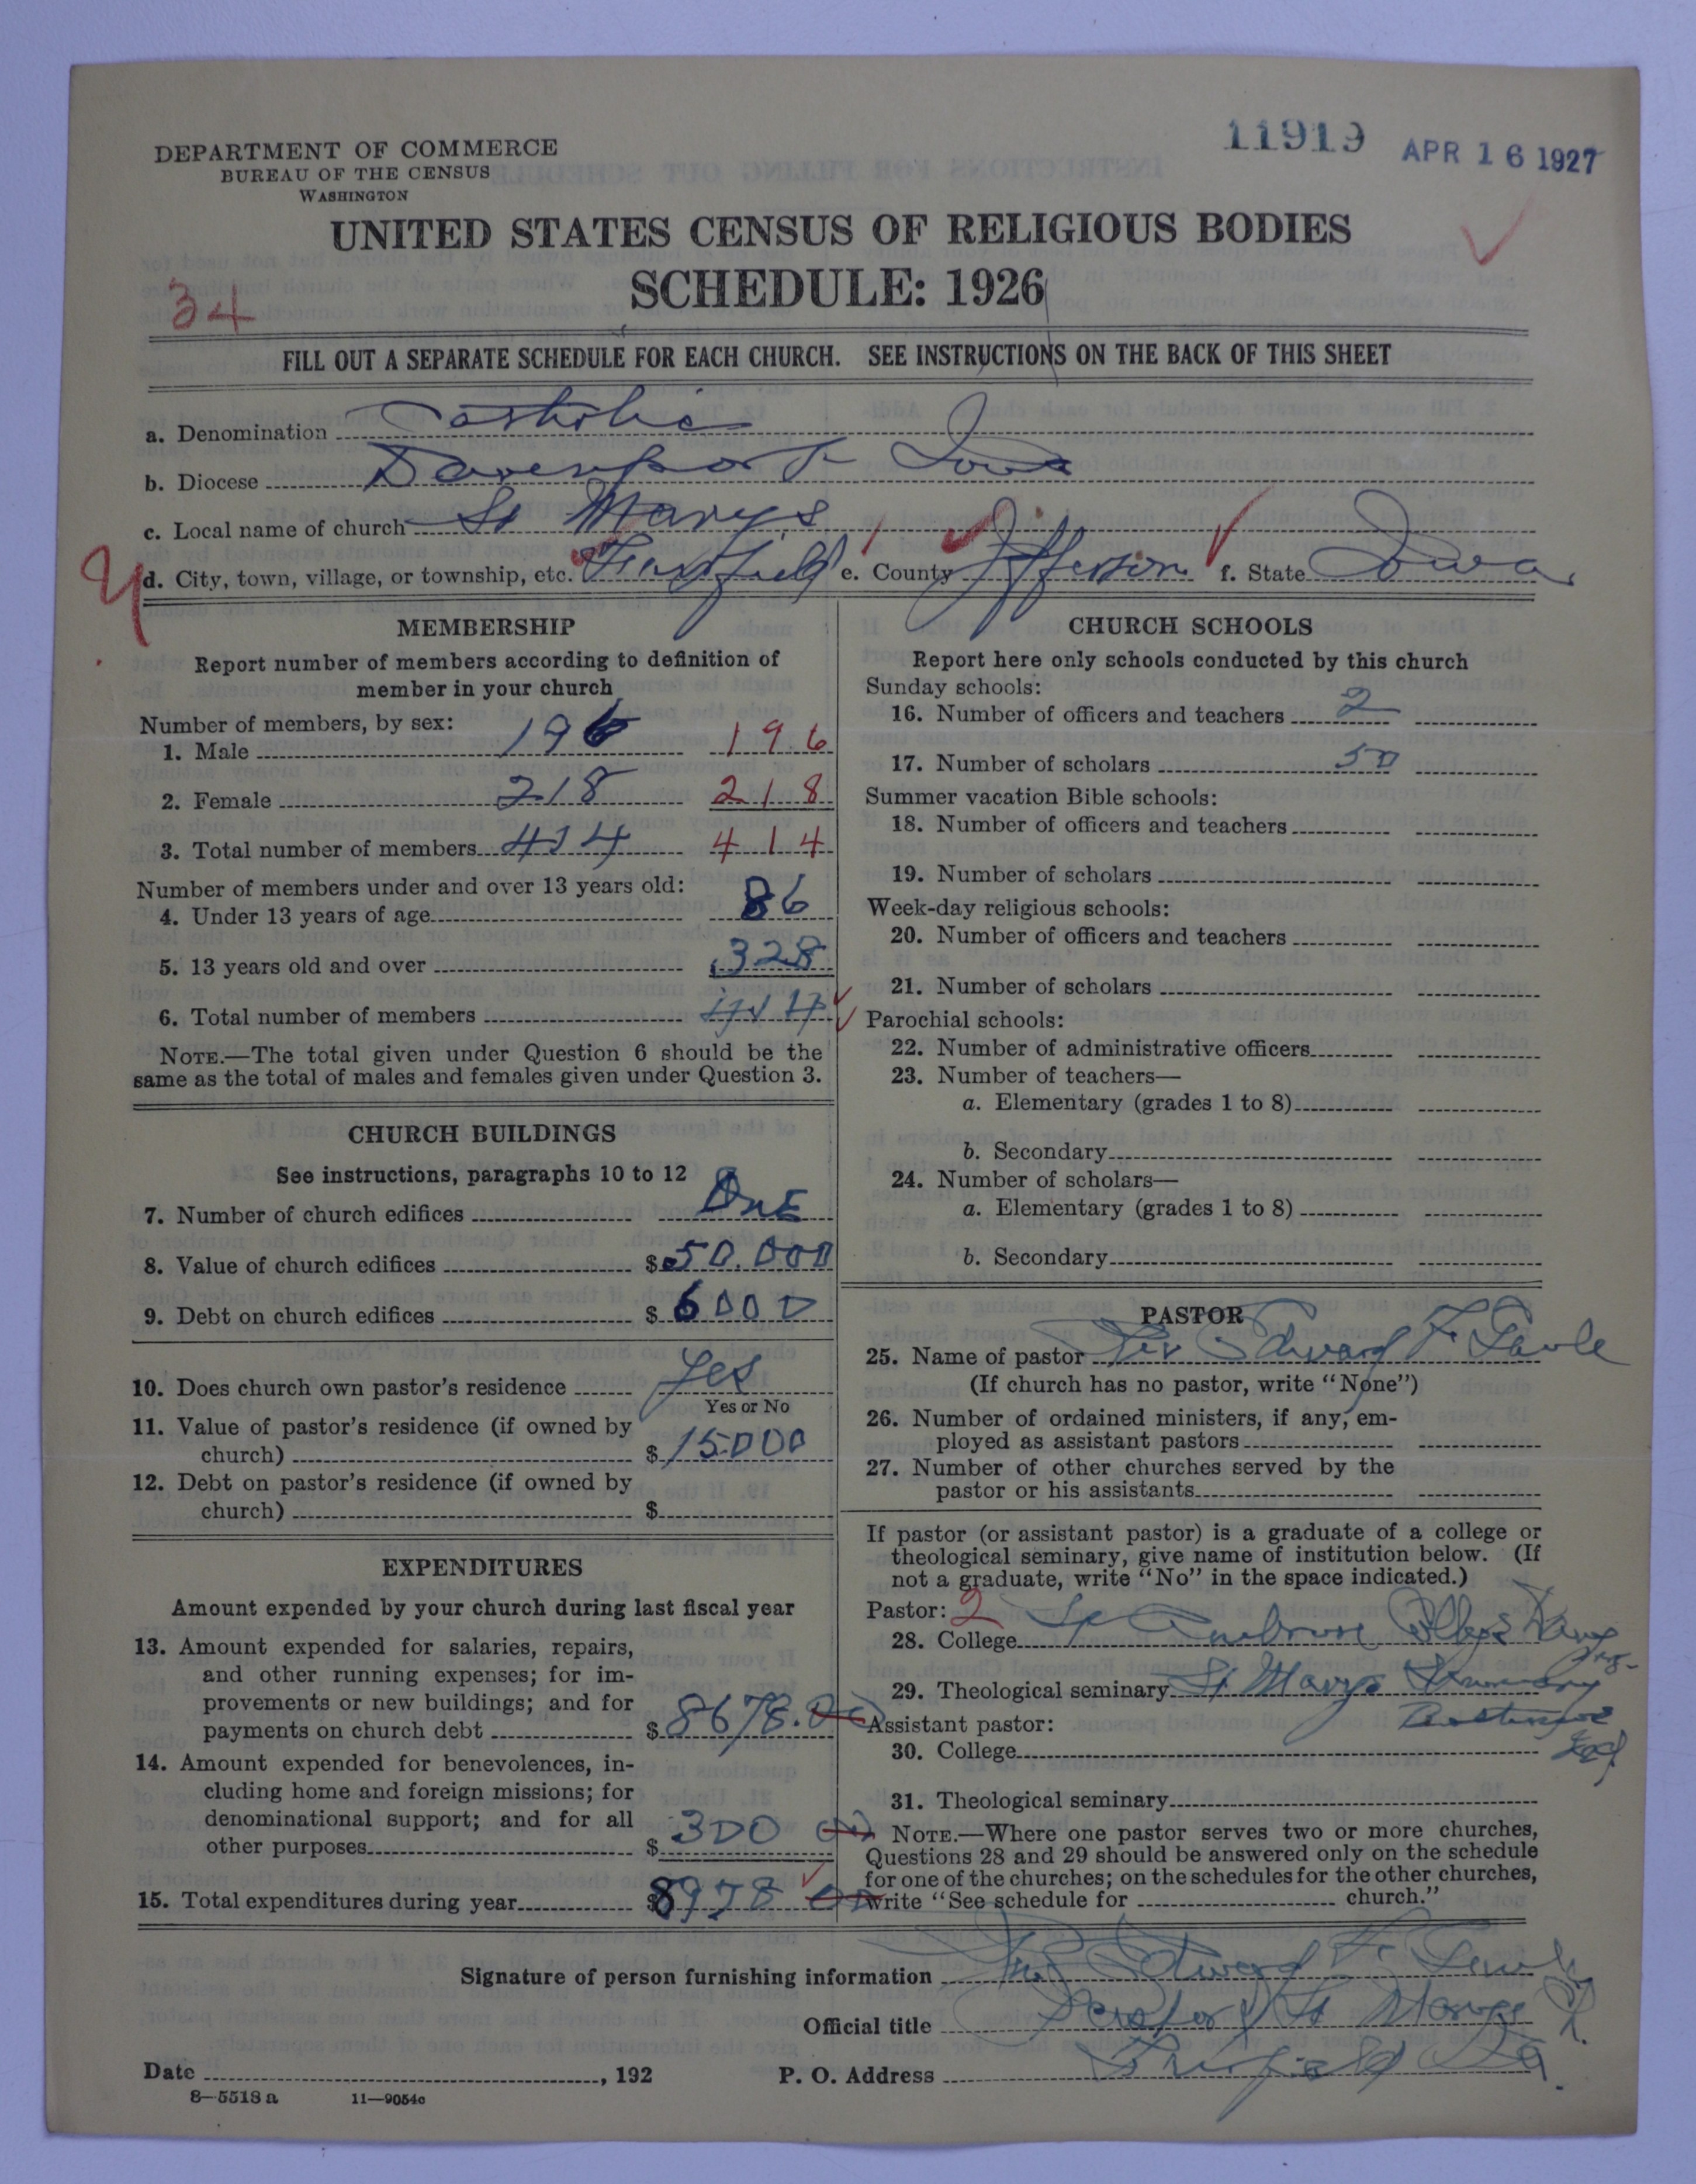 11919 APR 16 1927
DEPARTMENT OF COMMERCE
BUREAU OF THE CENSUS
WASHINGTON
UNITED STATES CENSUS OF RELIGIOUS BODIES
SCHEDULE: 1926
34
FILL OUT A SEPARATE SCHEDULE FOR EACH CHURCH. SEE INSTRUCTIONS ON THE BACK OF THIS SHEET
a. Denomination Catholic
b. Diocese Davenport Iowa
c. Local name of church St Marys
d. City, town, village, or township, etc. Fairfield e. County Jefferson f. State Iowa
MEMBERSHIP
Report number of members according to definition of
member in your church
Number of members, by sex:
1. Male 196 196
2. Female 218 218
3. Total number of members 414 414
Number of members under and over 13 years old:
4. Under 13 years of age 86
5. 13 years old and over 328
6. Total number of members 414
NOTE.—The total given under Question 6 should be the
same as the total of males and females given under Question 3.
CHURCH BUILDINGS
See instructions, paragraphs 10 to 12
7. Number of church edifices ONE
8. Value of church edifices $50.000
9. Debt on church edifices $6000
10. Does church own pastor's residence Yes
Yes or No
11. Value of pastor's residence (if owned by
church) $15000
12. Debt on pastor's residence (if owned by
church) $
EXPENDITURES
Amount expended by your church during last fiscal year
13. Amount expended for salaries, repairs,
and other running expenses; for im-
provements or new buildings; and for
payments on church debt $8678.00
14. Amount expended for benevolences, in-
cluding home and foreign missions; for
denominational support; and for all
other purposes $300 00
15. Total expenditures during year $8978 00
CHURCH SCHOOLS
Report here only schools conducted by this church
Sunday schools:
16. Number of officers and teachers 2
17. Number of scholars 50
Summer vacation Bible schools:
18. Number of officers and teachers
19. Number of scholars
Week-day religious schools:
20. Number of officers and teachers
21. Number of scholars
Parochial schools:
22. Number of administrative officers
23. Number of teachers—
a. Elementary (grades 1 to 8)
b. Secondary
24. Number of scholars—
a. Elementary (grades 1 to 8)
b. Secondary
PASTOR
25. Name of pastor Rev Edward F.
(If church has no pastor, write "None")
26. Number of ordained ministers, if any, em-
ployed as assistant pastors
27. Number of other churches served by the
pastor or his assistants
If pastor (or assistant pastor) is a graduate of a college or
theological seminary, give name of institution below. (If
not a graduate, write "No" in the space indicated.)
Pastor: 2
28. College St Ambrose College
29. Theological seminary St Marys Seminary
Assistant pastor:
30. College
31. Theological seminary
NOTE.—Where one pastor serves two or more churches,
Questions 28 and 29 should be answered only on the schedule
for one of the churches; on the schedules for the other churches,
write "See schedule for church."
Signature of person furnishing information Edward F.
Official title Pastor of St Marys
Date , 192 P. O. Address Fairfield Ia.
8—5518 a 11—9054c